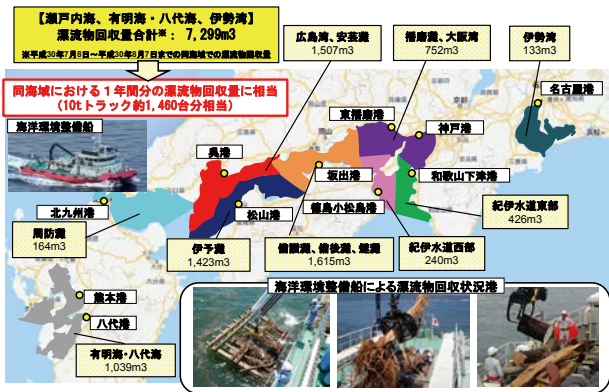 【瀬戸内海、有明海・八代海、伊勢湾】
漂流物回収量合計※： 7,299m3
※平成30年7月8日～平成30年8月7日までの同海域での漂流物回収量
同海域における１年間分の漂流物回収量に相当
（10tトラック約1,460台分相当）
海洋環境整備船
広島湾、安芸灘
1,507m3
播磨灘、大阪湾
752m3
伊勢湾
133m3
名古屋港
東播磨港
神戸港
呉港
坂出港
和歌山下津港
北九州港
松山港
徳島小松島港
周防灘
164m3
伊予灘
1,423m3
備讃灘、備後灘、燧灘
1,615m3
紀伊水道西部
240m3
紀伊水道東部
426m3
熊本港
八代港
有明海・八代海
1,039m3
海洋環境整備船による漂流物回収状況